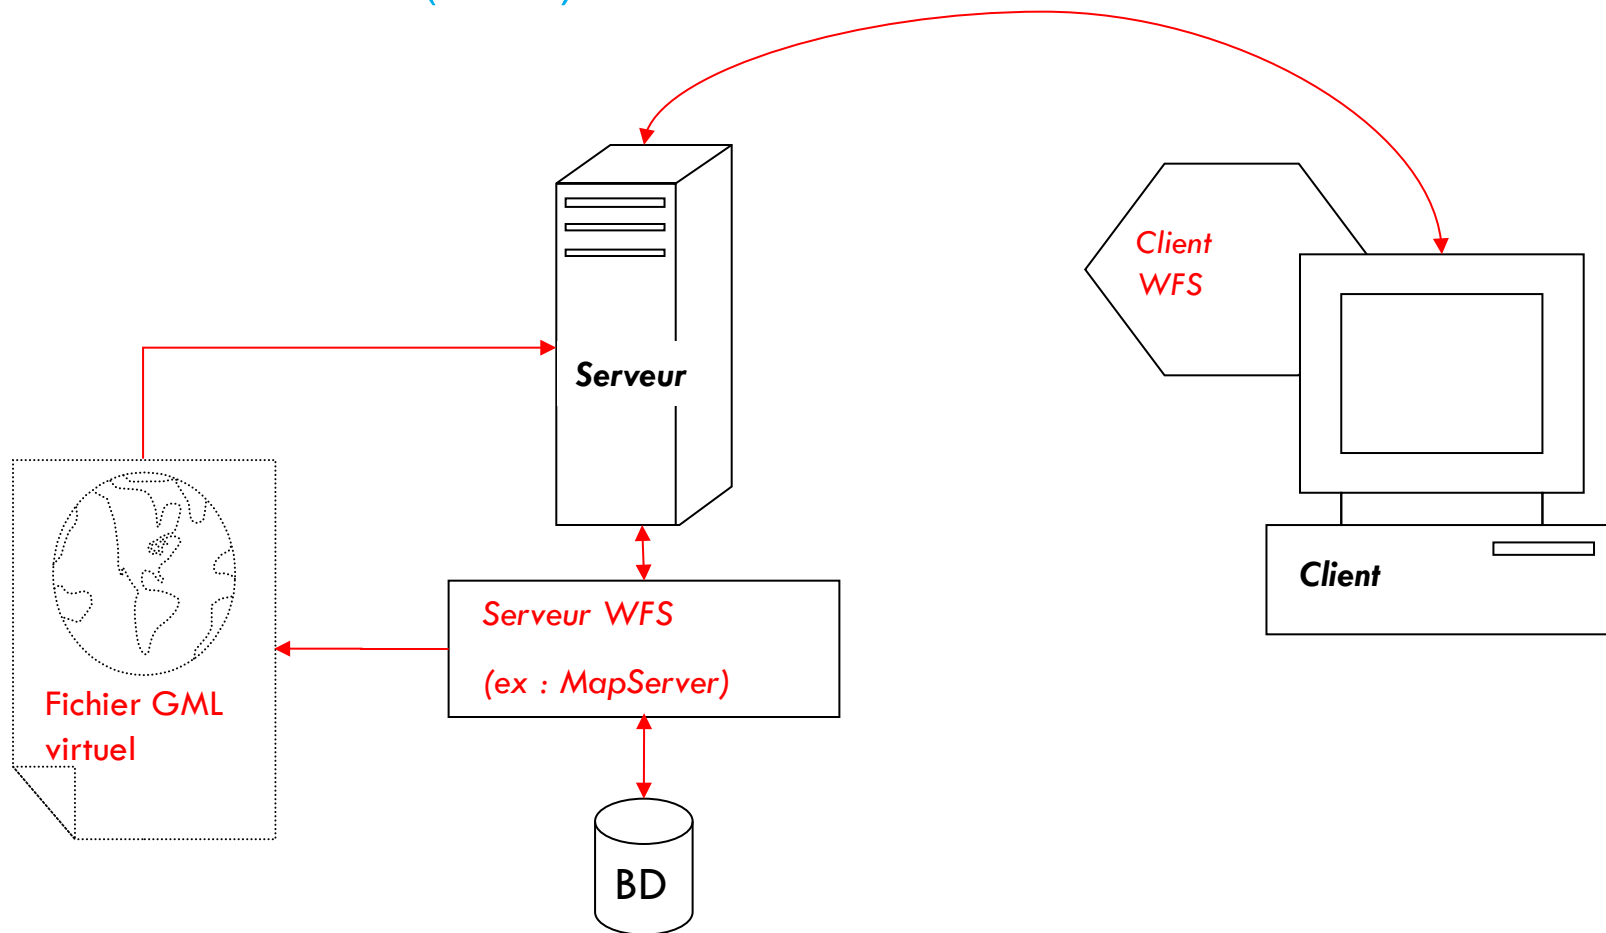 Client
WFS
Serveur
Client
Serveur WFS
(ex : MapServer)
Fichier GML
virtuel
BD